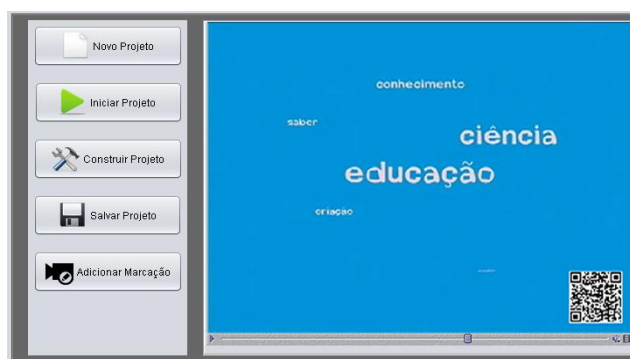 Novo Projeto
Iniciar Projeto
Construir Projeto
Salvar Projeto
Adicionar Marcação
conhecimento
saber
ciência
educação
criação